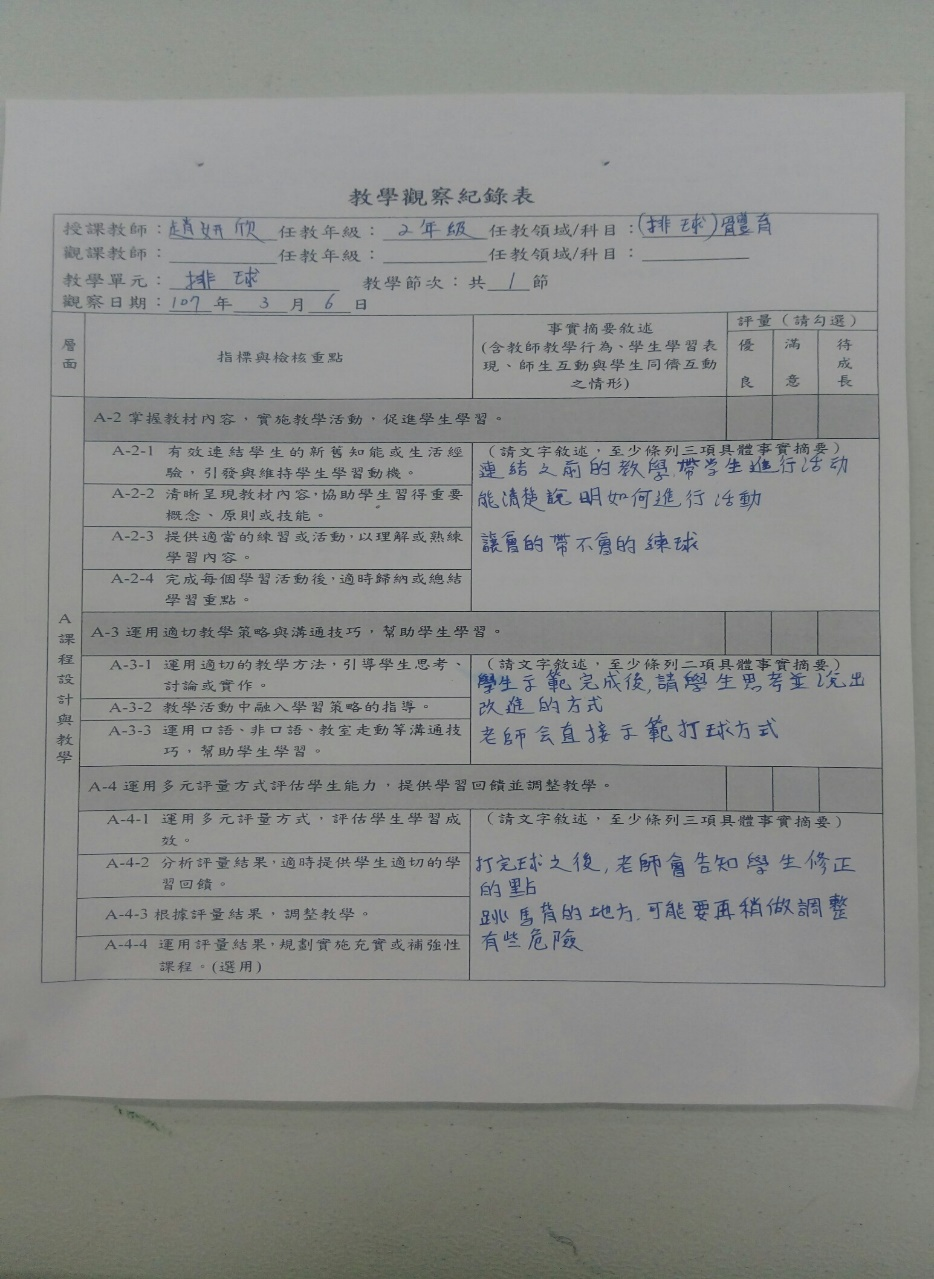 教學觀察紀錄表
授課教師：趙妍欣 任教年級：2年級 任教領域/科目：(排球)體育
觀課教師： 任教年級： 任教領域/科目：
教學單元：排球 教學節次：共1節
觀察日期：107年3月6日
層面
指標與檢核重點
事實摘要敘述
(含教師教學行為、學生學習表
現、師生互動與學生同儕互動
之情形)
評量（請勾選）
優良
滿意
待成長
A課程設計與教學
A-2 掌握教材內容，實施教學活動，促進學生學習。
A-2-1 有效連結學生的新舊知能或生活經
驗，引發與維持學生學習動機。
A-2-2 清晰呈現教材內容，協助學生習得重要
概念、原則或技能。
A-2-3 提供適當的練習或活動，以理解或熟練
學習內容。
A-2-4 完成每個學習活動後，適時歸納或總結
學習重點。
(請文字敘述，至少條列三項具體事實摘要)
連結之前的教學,帶學生進行活动
能清楚說明如何進行活動
讓會的帶不會的練球
A-3 運用適切教學策略與溝通技巧，幫助學生學習。
A-3-1 運用適切的教學方法，引導學生思考、
討論或實作。
A-3-2 教學活動中融入學習策略的指導。
A-3-3 運用口語、非口語、教室走動等溝通技
巧，幫助學生學習。
(請文字敘述，至少條列二項具體事實摘要)
學生示範完成後,請學生思考並說出
改進的方式
老師会直接示範打球方式
A-4 運用多元評量方式評估學生能力，提供學習回饋並調整教學。
A-4-1 運用多元評量方式，評估學生學習成
效。
A-4-2 分析評量結果，適時提供學生適切的學
習回饋。
A-4-3 根據評量結果，調整教學。
A-4-4 運用評量結果，規劃實施充實或補強性
課程。(選用)
(請文字敘述，至少條列三項具體事實摘要)
打完球之後,老師會告知學生修正
的點
跳馬背的地方,可能要再稍做調整
有些危險